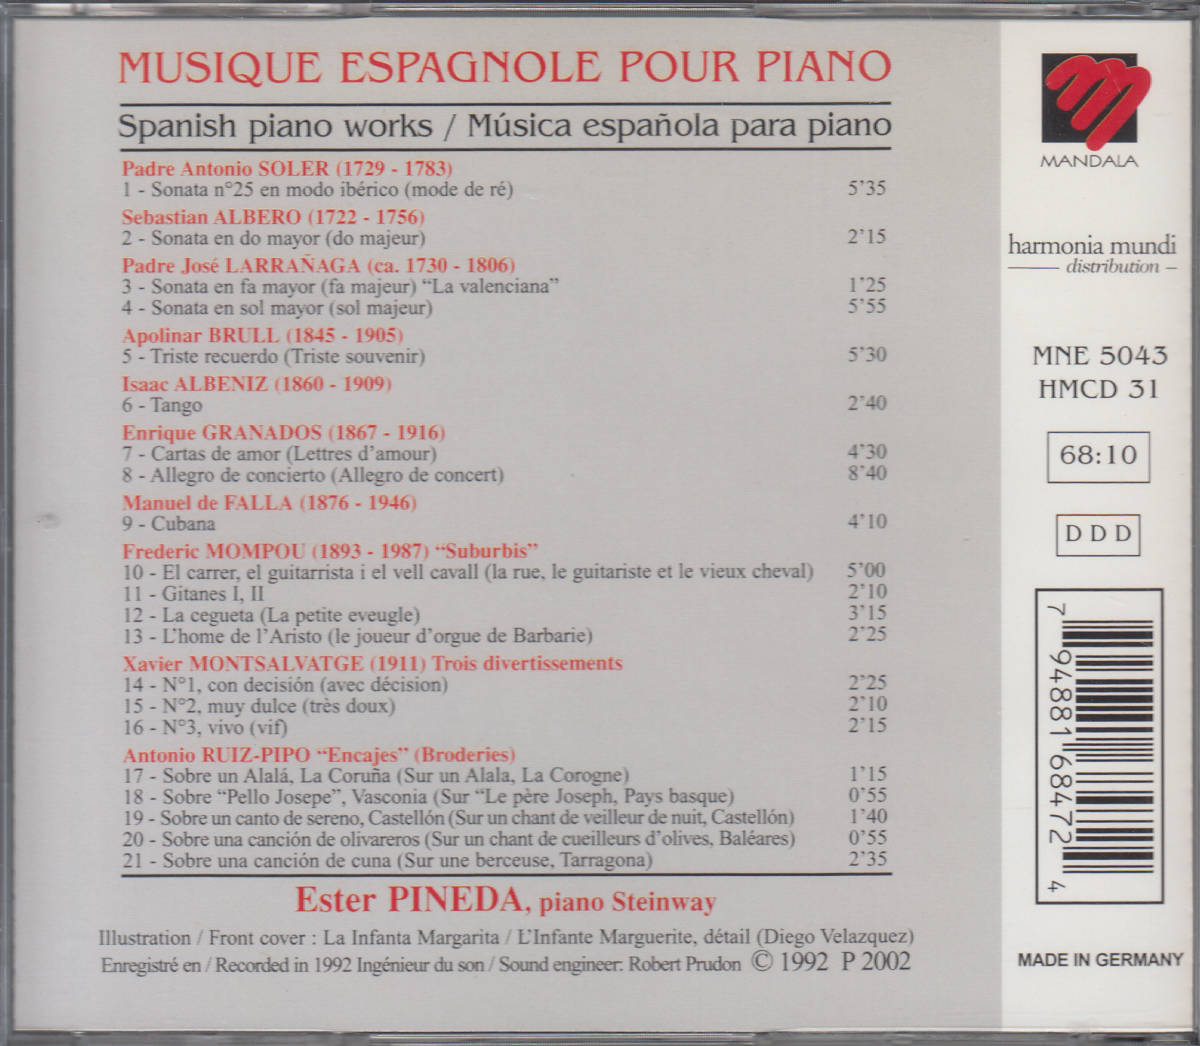 MUSIQUE ESPAGNOLE POUR PIANO
Spanish piano works / Música española para piano
Padre Antonio SOLER (1729 - 1783)
1 - Sonata n°25 en modo ibérico (mode de ré) 5'35
Sebastian ALBERO (1722 - 1756)
2 - Sonata en do mayor (do majeur) 2'15
Padre José LARRAÑAGA (ca. 1730 - 1806)
3 - Sonata en fa mayor (fa majeur) “La valenciana” 1'25
4 - Sonata en sol mayor (sol majeur) 5'55
Apolinar BRULL (1845 - 1905)
5 - Triste recuerdo (Triste souvenir) 5'30
Isaac ALBENIZ (1860 - 1909)
6 - Tango 2'40
Enrique GRANADOS (1867 - 1916)
7 - Cartas de amor (Lettres d'amour) 4'30
8 - Allegro de concierto (Allegro de concert) 8'40
Manuel de FALLA (1876 - 1946)
9 - Cubana 4'10
Frederic MOMPOU (1893 - 1987) “Suburbis”
10 - El carrer, el guitarrista i el vell cavall (la rue, le guitariste et le vieux cheval) 5'00
11 - Gitanes I, II 2'10
12 - La cegueta (La petite eveugle) 3'15
13 - L'home de l'Aristo (le joueur d'orgue de Barbarie) 2'25
Xavier MONTSALVATGE (1911) Trois divertissements
14 - N°1, con decisión (avec décision) 2'25
15 - N°2, muy dulce (très doux) 2'10
16 - N°3, vivo (vif) 2'15
Antonio RUIZ-PIPO “Encajes” (Broderies)
17 - Sobre un Alalá, La Coruña (Sur un Alala, La Corogne) 1'15
18 - Sobre “Pello Josepe”, Vasconia (Sur “Le père Joseph, Pays basque) 0'55
19 - Sobre un canto de sereno, Castellón (Sur un chant de veilleur de nuit, Castellón) 1'40
20 - Sobre una canción de olivareros (Sur un chant de cueilleurs d'olives, Baléares) 0'55
21 - Sobre una canción de cuna (Sur une berceuse, Tarragona) 2'35
Ester PINEDA, piano Steinway
Illustration / Front cover : La Infanta Margarita / L'Infante Marguerite, détail (Diego Velazquez)
Enregistré en / Recorded in 1992 Ingénieur du son / Sound engineer: Robert Prudon © 1992 P 2002
MANDALA
harmonia mundi
distribution
MNE 5043
HMCD 31
68:10
D D D
7 94881 68472 4
MADE IN GERMANY